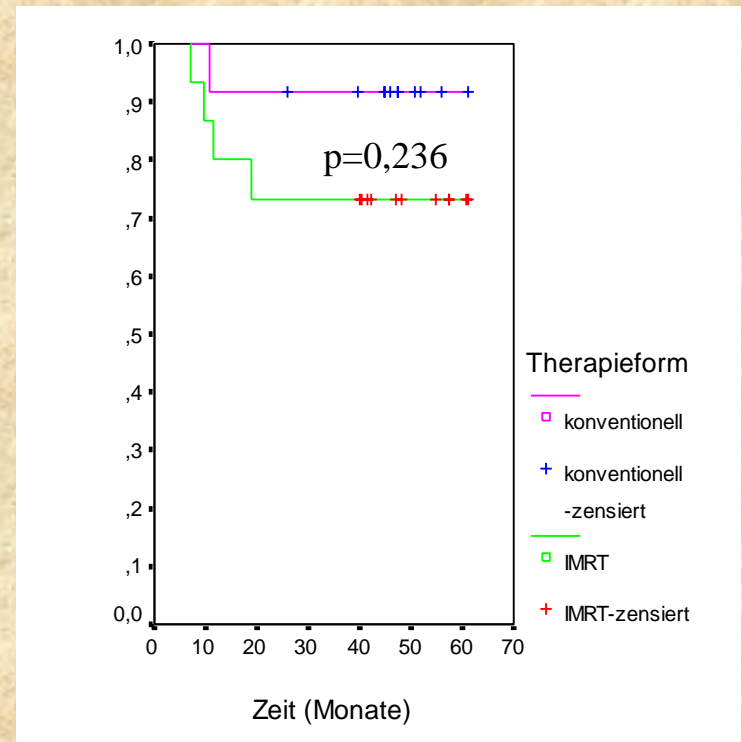 1,0
,9
,8
,7
,6
,5
,4
,3
,2
,1
0,0
p=0,236
0 10 20 30 40 50 60 70
Zeit (Monate)
Therapieform
konventionell
konventionell
-zensiert
IMRT
IMRT-zensiert